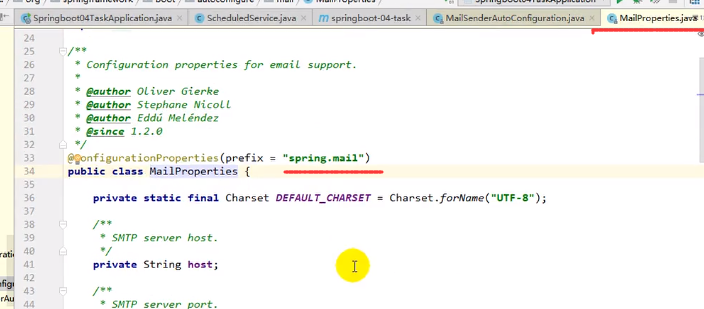 org springframework boot autoconfigure mail MailProperties Springboot04TaskApplication
Springboot04TaskApplication.java ScheduledService.java springboot-04-task MailSenderAutoConfiguration.java MailProperties.java
24
25 /**
26 * Configuration properties for email support.
27 *
28 * @author Oliver Gierke
29 * @author Stephane Nicoll
30 * @author Eddú Meléndez
31 * @since 1.2.0
32 */
33 @ConfigurationProperties(prefix = "spring.mail")
34 public class MailProperties {
35
36 private static final Charset DEFAULT_CHARSET = Charset.forName("UTF-8");
37
38 /**
39 * SMTP server host.
40 */
41 private String host;
42
43 /**
44 * SMTP server port.